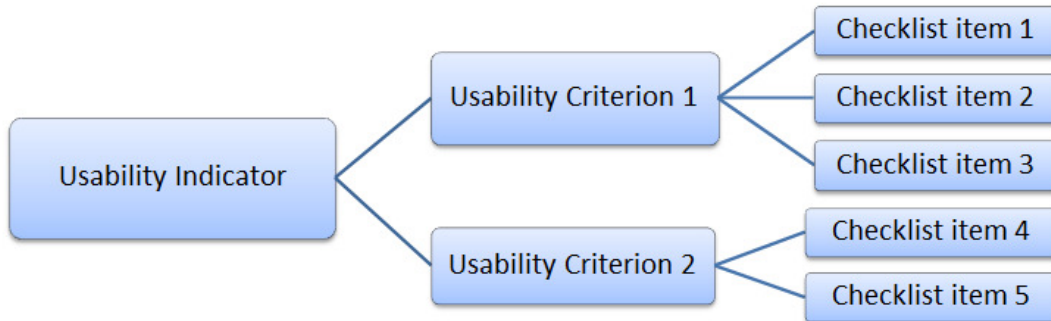 Usability Indicator
Usability Criterion 1
Checklist item 1
Checklist item 2
Checklist item 3
Usability Criterion 2
Checklist item 4
Checklist item 5